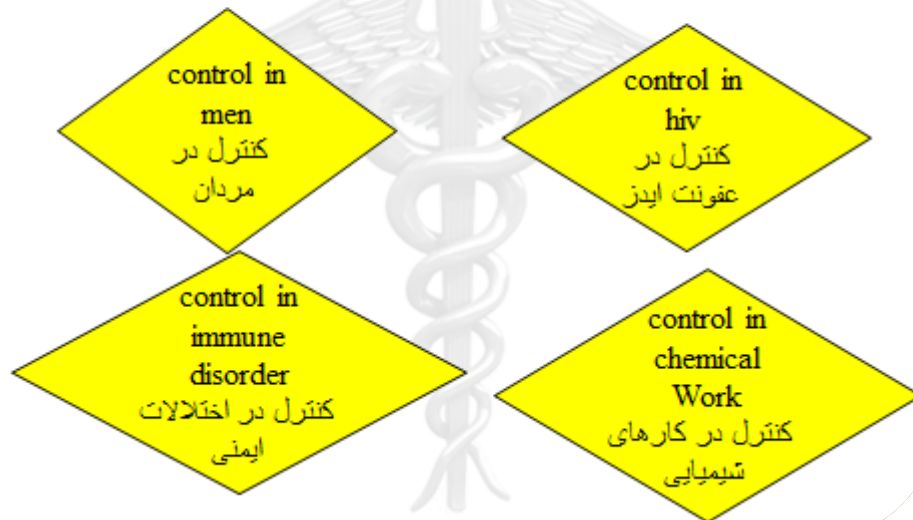 control in
men
کنترل در
مردان
control in
hiv
کنترل در
عفونت ایدز
control in
immune
disorder
کنترل در اختلالات
ایمنی
control in
chemical
Work
کنترل در کارهای
شیمیایی